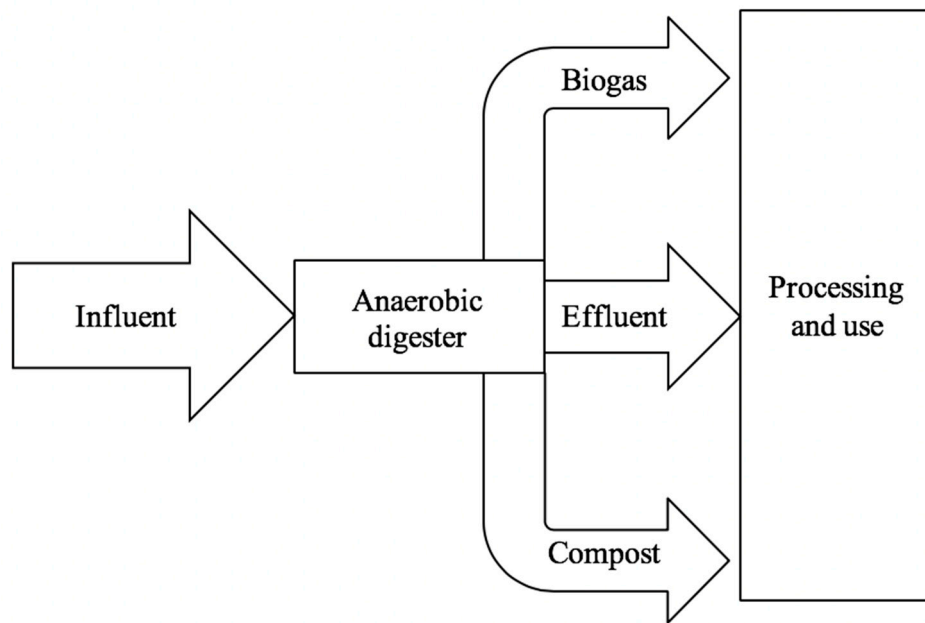 Biogas
Influent
Anaerobic
digester
Effluent
Processing
and use
Compost